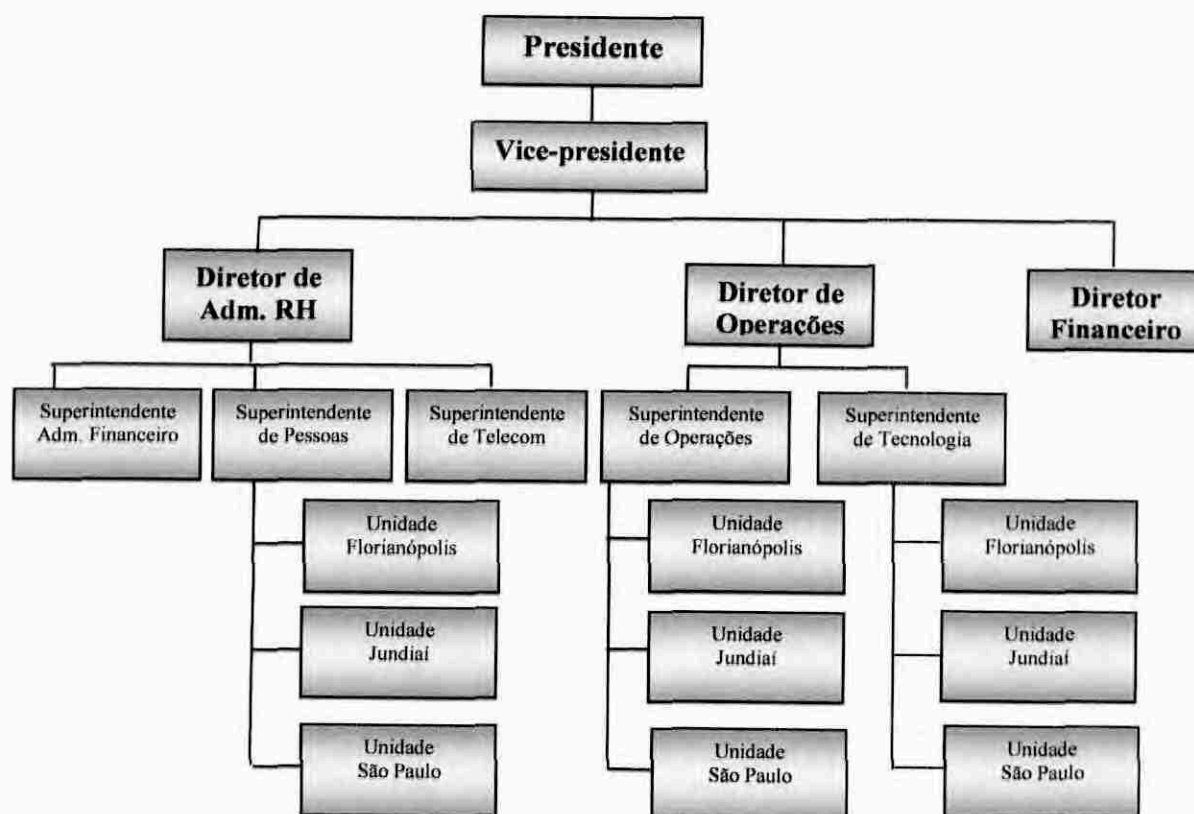 Presidente
Vice-presidente
Diretor de
Adm. RH
Diretor de
Operações
Diretor
Financeiro
Superintendente
Adm. Financeiro
Superintendente
de Pessoas
Superintendente
de Telecom
Superintendente
de Operações
Superintendente
de Tecnologia
Unidade
Florianópolis
Unidade
Jundiaí
Unidade
São Paulo
Unidade
Florianópolis
Unidade
Jundiaí
Unidade
São Paulo
Unidade
Florianópolis
Unidade
Jundiaí
Unidade
São Paulo